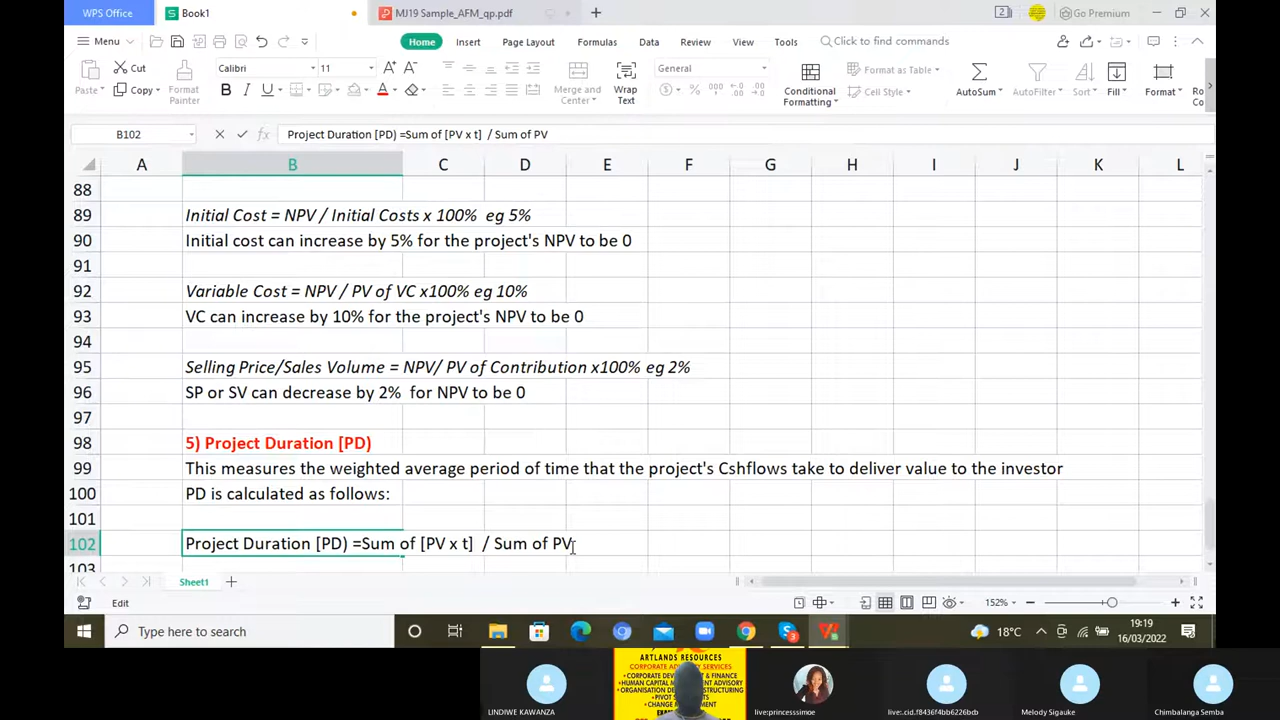 WPS Office
Book1
MJ19 Sample_AFM_qp.pdf
2
Go Premium
Menu
Home
Insert
Page Layout
Formulas
Data
Review
View
Tools
Click to find commands
Cut
Paste
Copy
Format Painter
Calibri
11
Merge and Center
Wrap Text
General
Conditional Formatting
Format as Table
Cell Style
AutoSum
AutoFilter
Sort
Fill
Format
B102
Project Duration [PD) =Sum of [PV x t]  / Sum of PV
A B C D E F G H I J K L
88
89 Initial Cost = NPV / Initial Costs x 100%  eg 5%
90 Initial cost can increase by 5% for the project's NPV to be 0
91
92 Variable Cost = NPV / PV of VC x100% eg 10%
93 VC can increase by 10% for the project's NPV to be 0
94
95 Selling Price/Sales Volume = NPV/ PV of Contribution x100% eg 2%
96 SP or SV can decrease by 2%  for NPV to be 0
97
98 5) Project Duration [PD)
99 This measures the weighted average period of time that the project's Cshflows take to deliver value to the investor
100 PD is calculated as follows:
101
102 Project Duration [PD) =Sum of [PV x t]  / Sum of PV
103
Sheet1
Edit
152%
Type here to search
18°C
19:19
16/03/2022
ARTLANDS RESOURCES
CORPORATE ADVISORY SERVICES
LINDIWE KAWANZA
live:princesssimoe
live:.cid.f8436f4bb6226bcb
Melody Sigauke
Chimbalanga Semba